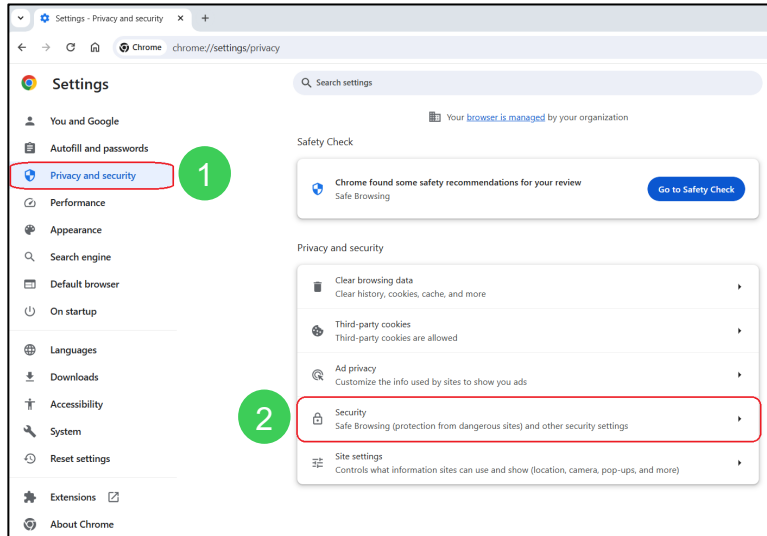 Settings - Privacy and security
Chrome chrome://settings/privacy
Settings
Search settings
You and Google
Autofill and passwords
Privacy and security
Performance
Appearance
Search engine
Default browser
On startup
Languages
Downloads
Accessibility
System
Reset settings
Extensions
About Chrome
1
Your browser is managed by your organization
Safety Check
Chrome found some safety recommendations for your review
Safe Browsing
Go to Safety Check
Privacy and security
Clear browsing data
Clear history, cookies, cache, and more
Third-party cookies
Third-party cookies are allowed
Ad privacy
Customize the info used by sites to show you ads
2
Security
Safe Browsing (protection from dangerous sites) and other security settings
Site settings
Controls what information sites can use and show (location, camera, pop-ups, and more)